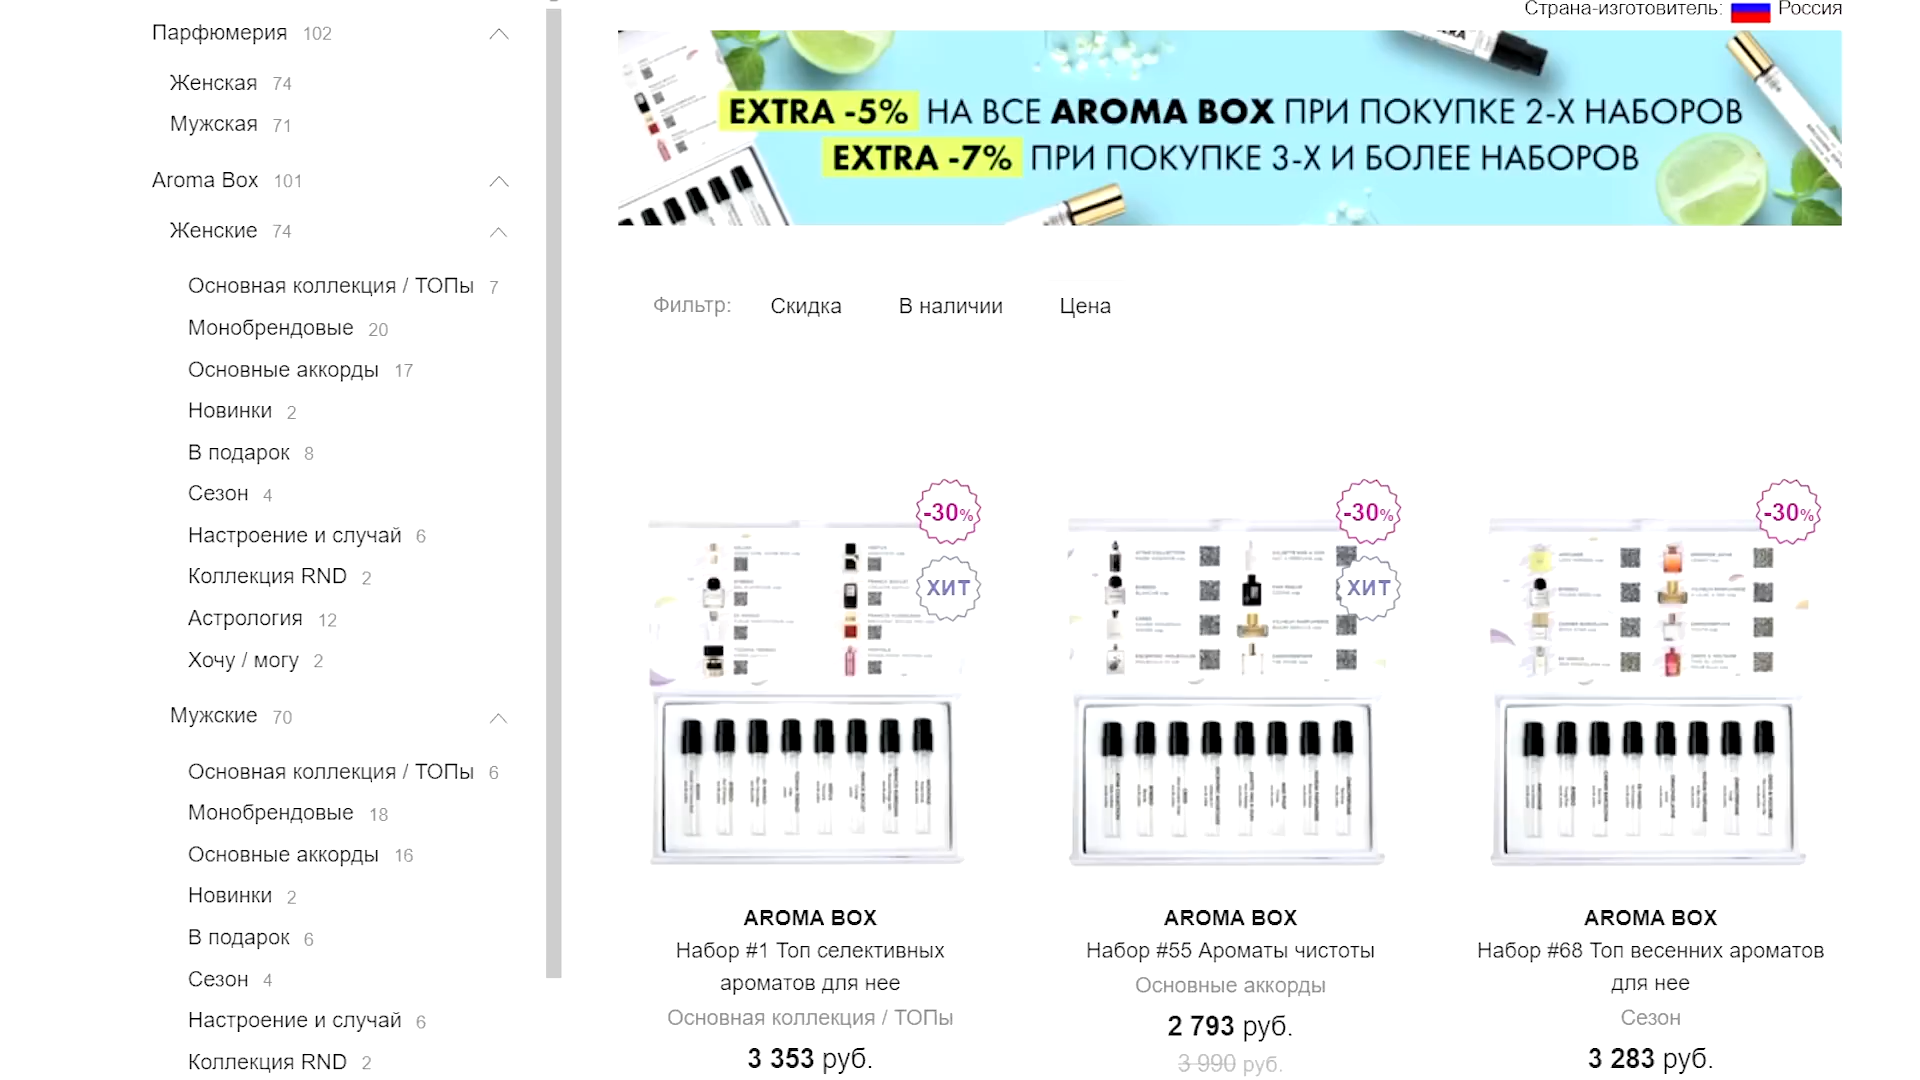 Страна-изготовитель: Россия
Парфюмерия 102
Женская 74
Мужская 71
Aroma Box 101
Женские 74
Основная коллекция / ТОПы 7
Монобрендовые 20
Основные аккорды 17
Новинки 2
В подарок 8
Сезон 4
Настроение и случай 6
Коллекция RND 2
Астрология 12
Хочу / могу 2
Мужские 70
Основная коллекция / ТОПы 6
Монобрендовые 18
Основные аккорды 16
Новинки 2
В подарок 6
Сезон 4
Настроение и случай 6
Коллекция RND 2
EXTRA -5% НА ВСЕ AROMA BOX ПРИ ПОКУПКЕ 2-Х НАБОРОВ
EXTRA -7% ПРИ ПОКУПКЕ 3-Х И БОЛЕЕ НАБОРОВ
Фильтр: Скидка В наличии Цена
-30%
ХИТ
AROMA BOX
Набор #1 Топ селективных
ароматов для нее
Основная коллекция / ТОПы
3 353 руб.
-30%
ХИТ
AROMA BOX
Набор #55 Ароматы чистоты
Основные аккорды
2 793 руб.
3 990 руб.
-30%
AROMA BOX
Набор #68 Топ весенних ароматов
для нее
Сезон
3 283 руб.